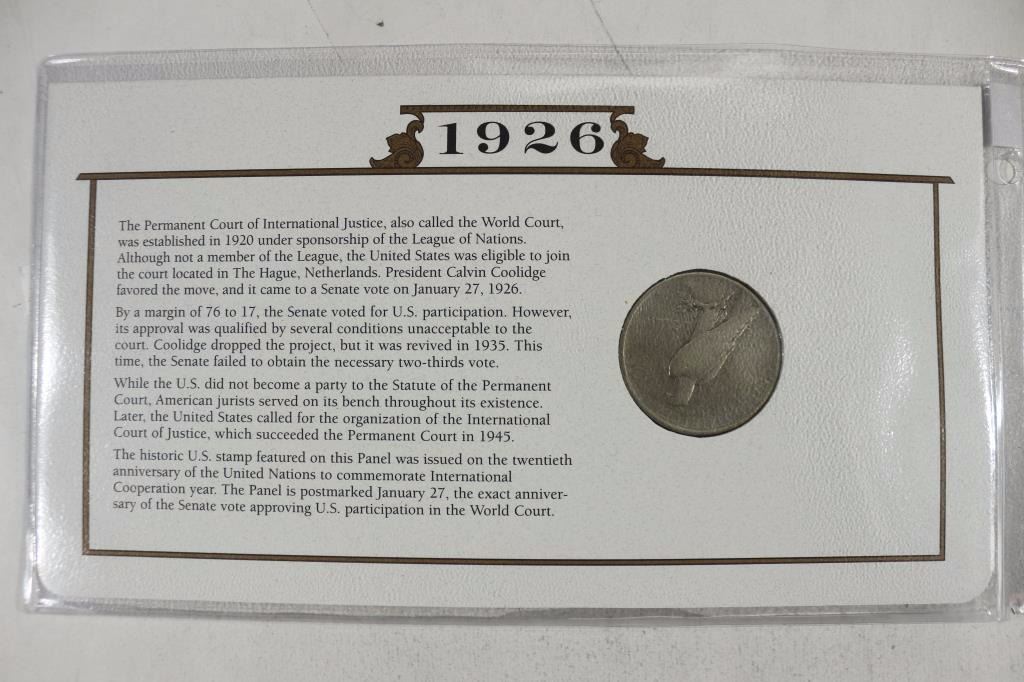 1926
The Permanent Court of International Justice, also called the World Court,
was established in 1920 under sponsorship of the League of Nations.
Although not a member of the League, the United States was eligible to join
the court located in The Hague, Netherlands. President Calvin Coolidge
favored the move, and it came to a Senate vote on January 27, 1926.
By a margin of 76 to 17, the Senate voted for U.S. participation. However,
its approval was qualified by several conditions unacceptable to the
court. Coolidge dropped the project, but it was revived in 1935. This
time, the Senate failed to obtain the necessary two-thirds vote.
While the U.S. did not become a party to the Statute of the Permanent
Court, American jurists served on its bench throughout its existence.
Later, the United States called for the organization of the International
Court of Justice, which succeeded the Permanent Court in 1945.
The historic U.S. stamp featured on this Panel was issued on the twentieth
anniversary of the United Nations to commemorate International
Cooperation year. The Panel is postmarked January 27, the exact anniver-
sary of the Senate vote approving U.S. participation in the World Court.